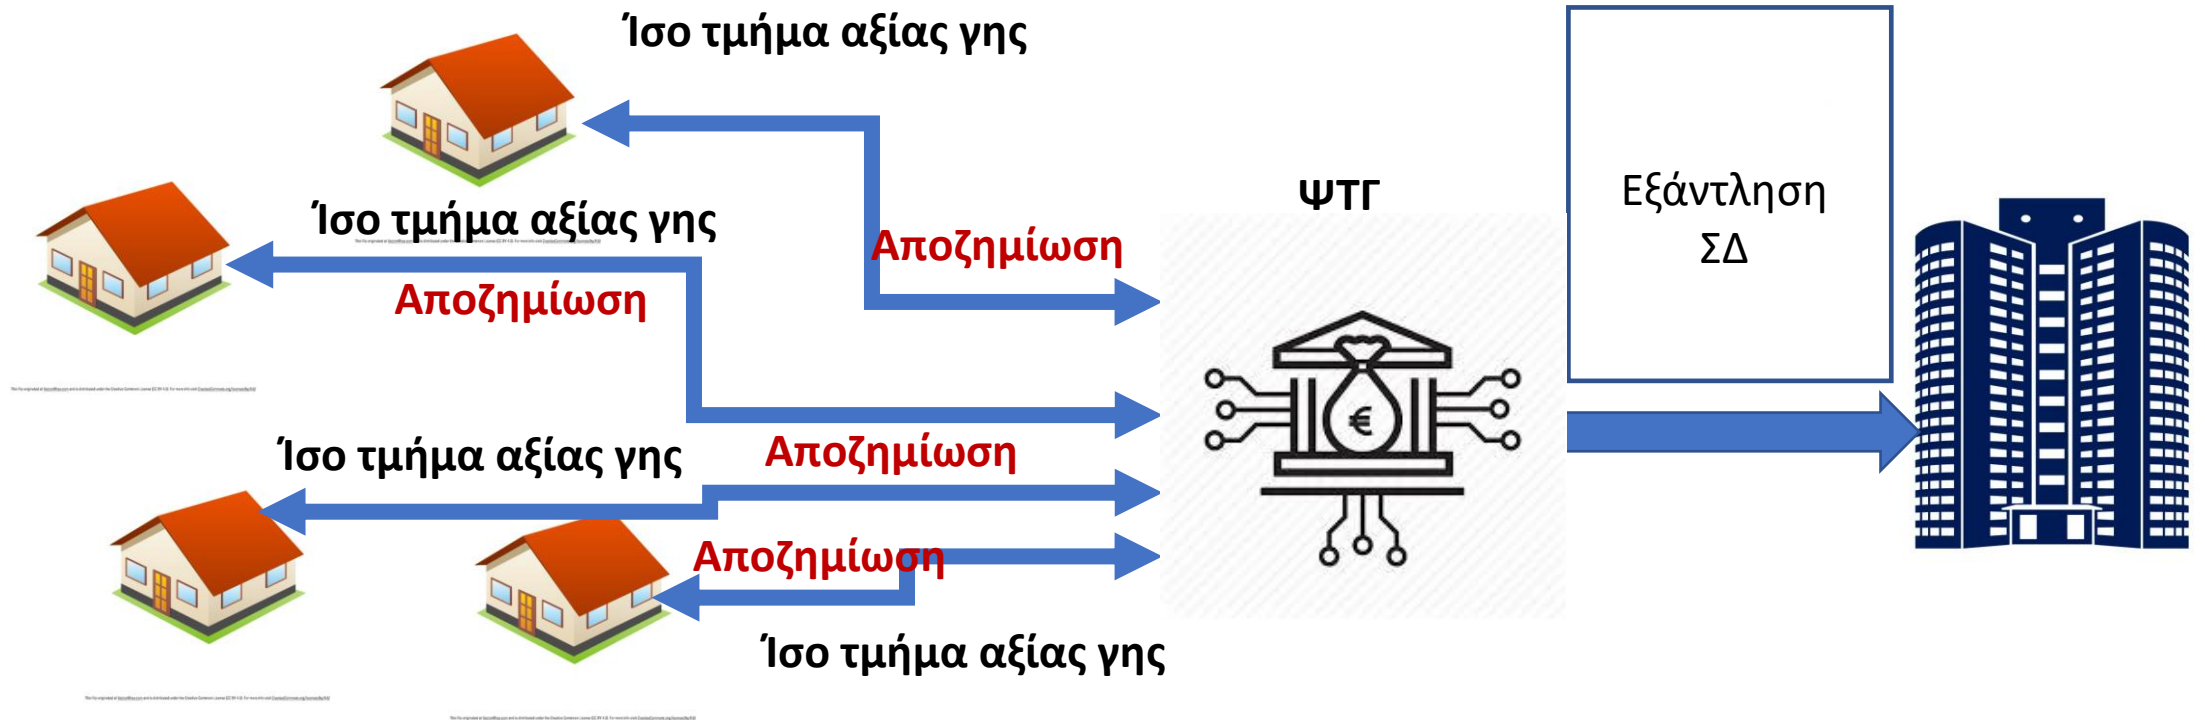 Ίσο τμήμα αξίας γης
ΨΤΓ
Εξάντληση
ΣΔ
Ίσο τμήμα αξίας γης
Αποζημίωση
Αποζημίωση
€
Ίσο τμήμα αξίας γης
Αποζημίωση
Αποζημίωση
Ίσο τμήμα αξίας γης